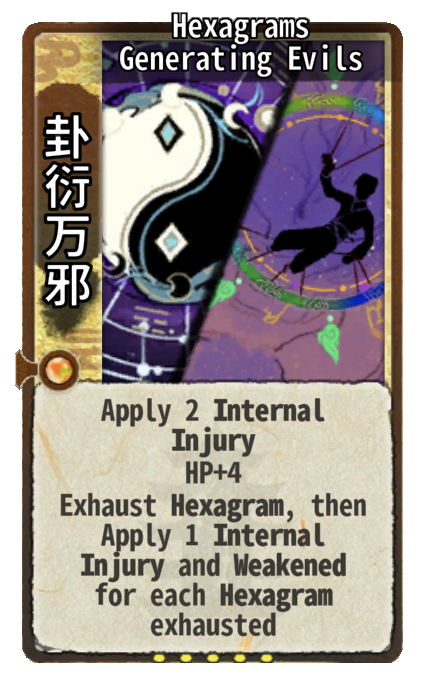 Hexagrams
Generating Evils
卦衍万邪
Apply 2 Internal
Injury
HP+4
Exhaust Hexagram, then
Apply 1 Internal
Injury and Weakened
for each Hexagram
exhausted